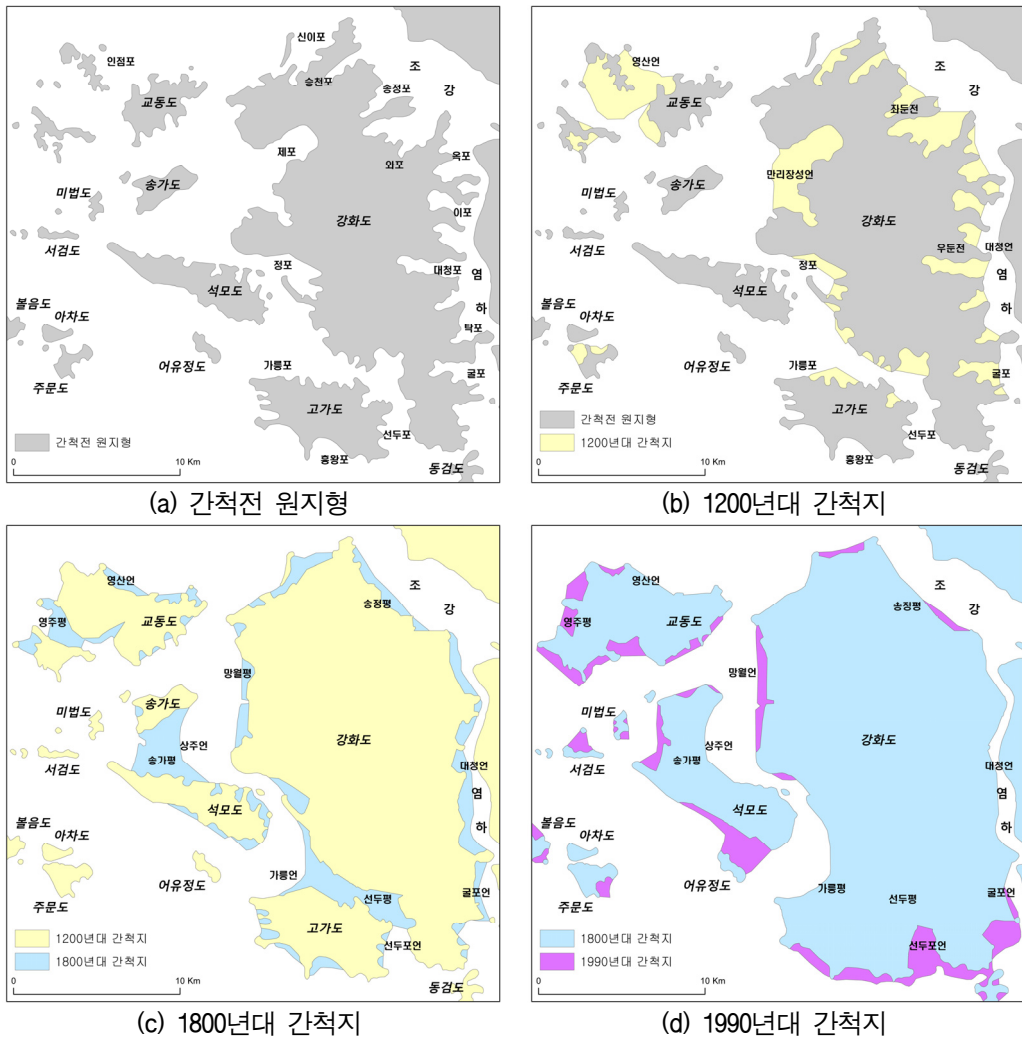 신이포
인점포
조
승천포
송성포
강
교동도
체포
와포
옥포
미법도
송가도
이포
강화도
서검도
정포
대청포
염
석모도
볼음도
하
아차도
탁포
어유정도
가릉포
굴포
주문도
고가도
간척전 원지형
선두포
흥왕포
동검도
0
10 Km
(a) 간척전 원지형
영산언
조
강
교동도
좌둔전
만리장성언
미법도
송가도
강화도
우둔전
대청언
서검도
정포
염
석모도
볼음도
하
아차도
어유정도
가릉포
굴포
주문도
고가도
간척전 원지형
1200년대 간척지
선두포
흥왕포
동검도
0
10 Km
(b) 1200년대 간척지
영산언
조
강
송정평
영주평
교동도
망월평
송가도
미법도
상주언
강화도
송가평
서검도
대청언
염
석모도
볼음도
하
아차도
가릉언
어유정도
굴포언
선두평
주문도
고가도
1200년대 간척지
1800년대 간척지
선두포언
동검도
0
10 Km
(c) 1800년대 간척지
조
강
송정평
영주평
교동도
망월언
미법도
상주언
강화도
송가평
서검도
대청언
염
석모도
볼음도
하
아차도
어유정도
가릉평
선두평
굴포언
주문도
1800년대 간척지
1990년대 간척지
선두포언
0
10 Km
(d) 1990년대 간척지